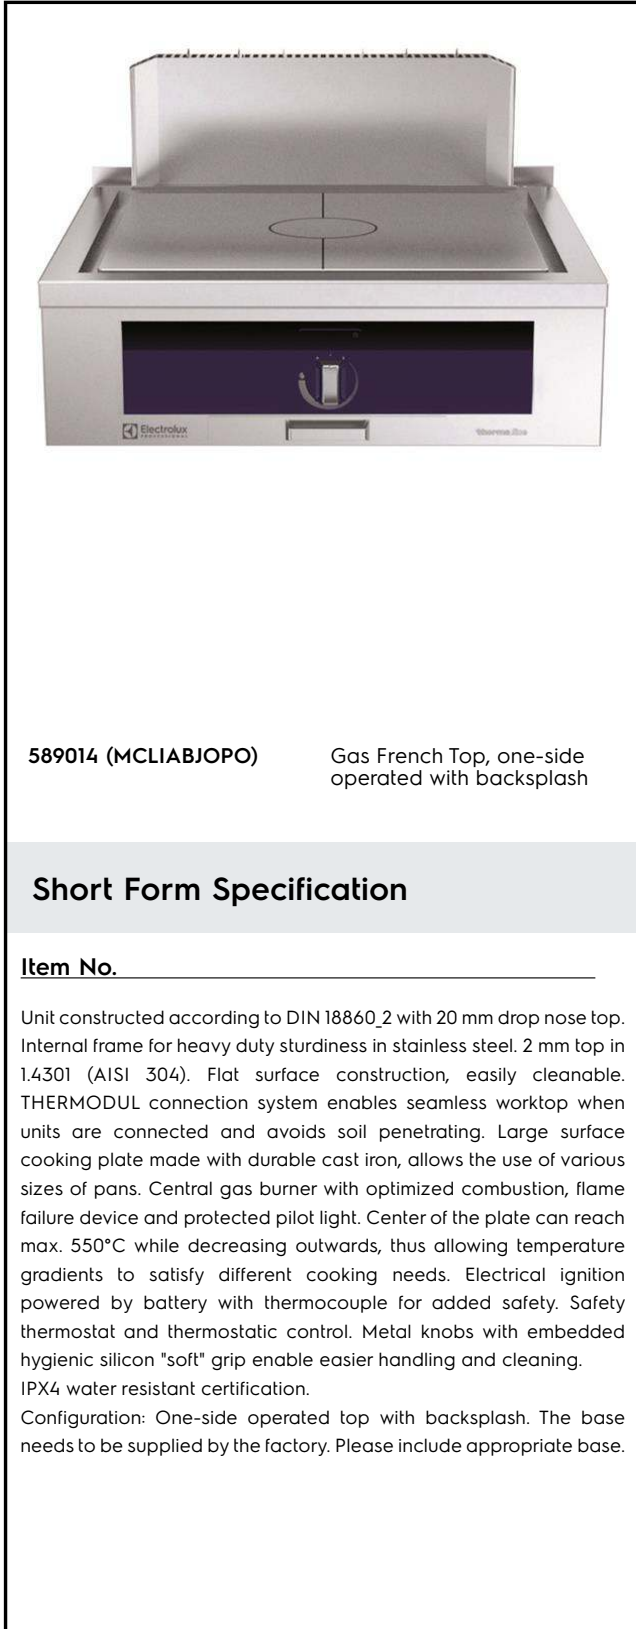 Electrolux
PROFESSIONAL
thermaline
589014 (MCLIABJOPO)
Gas French Top, one-side
operated with backsplash
Short Form Specification
Item No.
Unit constructed according to DIN 18860_2 with 20 mm drop nose top.
Internal frame for heavy duty sturdiness in stainless steel. 2 mm top in
1.4301 (AISI 304). Flat surface construction, easily cleanable.
THERMODUL connection system enables seamless worktop when
units are connected and avoids soil penetrating. Large surface
cooking plate made with durable cast iron, allows the use of various
sizes of pans. Central gas burner with optimized combustion, flame
failure device and protected pilot light. Center of the plate can reach
max. 550°C while decreasing outwards, thus allowing temperature
gradients to satisfy different cooking needs. Electrical ignition
powered by battery with thermocouple for added safety. Safety
thermostat and thermostatic control. Metal knobs with embedded
hygienic silicon "soft" grip enable easier handling and cleaning.
IPX4 water resistant certification.
Configuration: One-side operated top with backsplash. The base
needs to be supplied by the factory. Please include appropriate base.